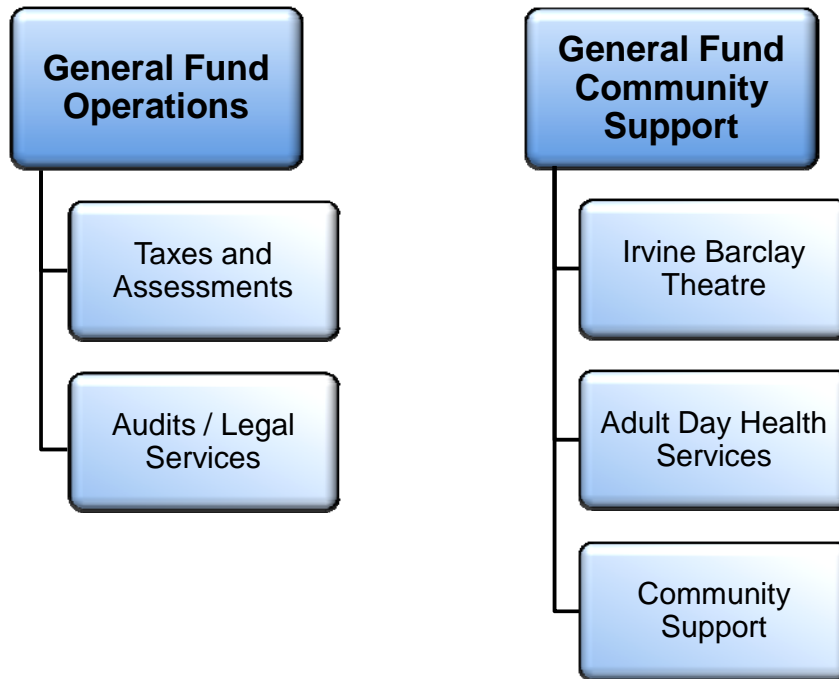 General Fund
Operations
Taxes and
Assessments
Audits / Legal
Services
General Fund
Community
Support
Irvine Barclay
Theatre
Adult Day Health
Services
Community
Support